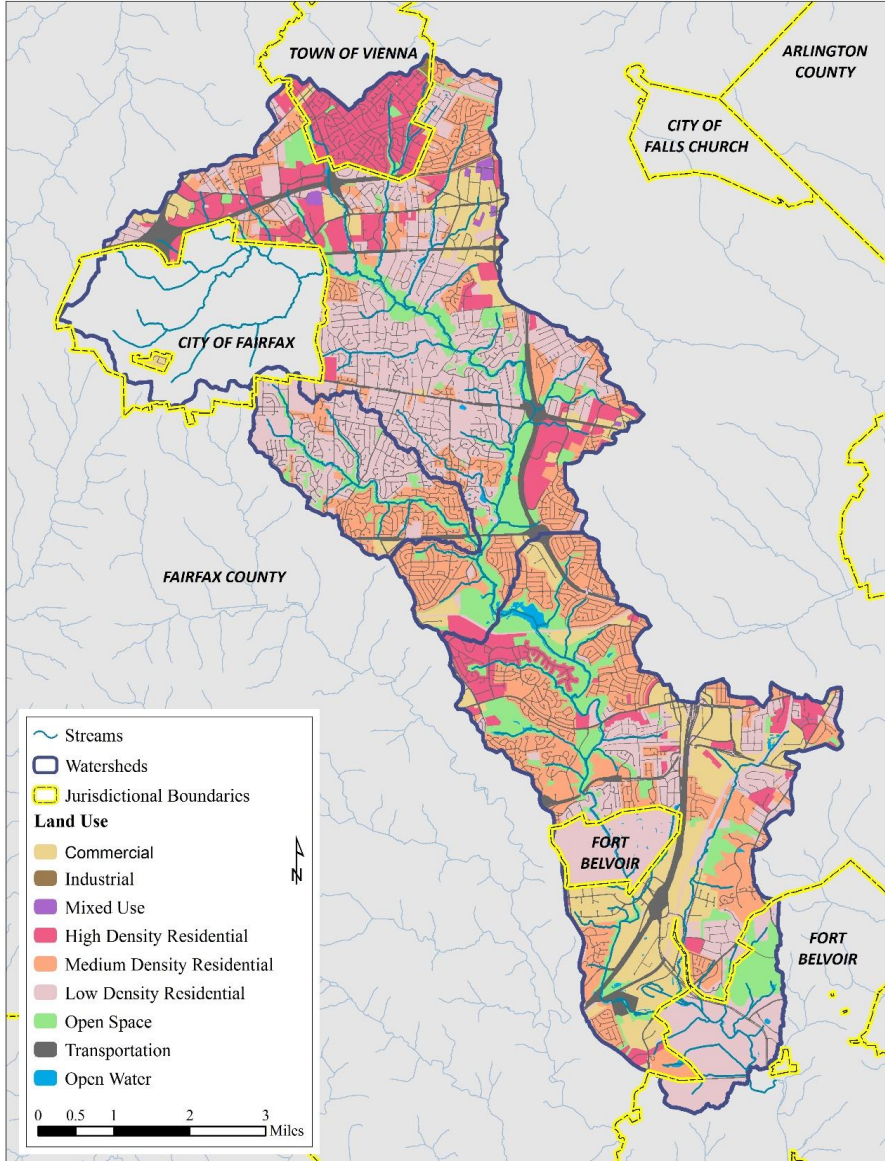 TOWN OF VIENNA
ARLINGTON
COUNTY
CITY OF
FALLS CHURCH
CITY OF FAIRFAX
FAIRFAX COUNTY
FORT
BELVOIR
FORT
BELVOIR
Streams
Watersheds
Jurisdictional Boundarics
Land Use
Commercial
Industrial
Mixed Use
High Density Residential
Medium Density Residential
Low Density Residential
Open Space
Transportation
Open Water
N
0 0.5 1 2 3
Milcs